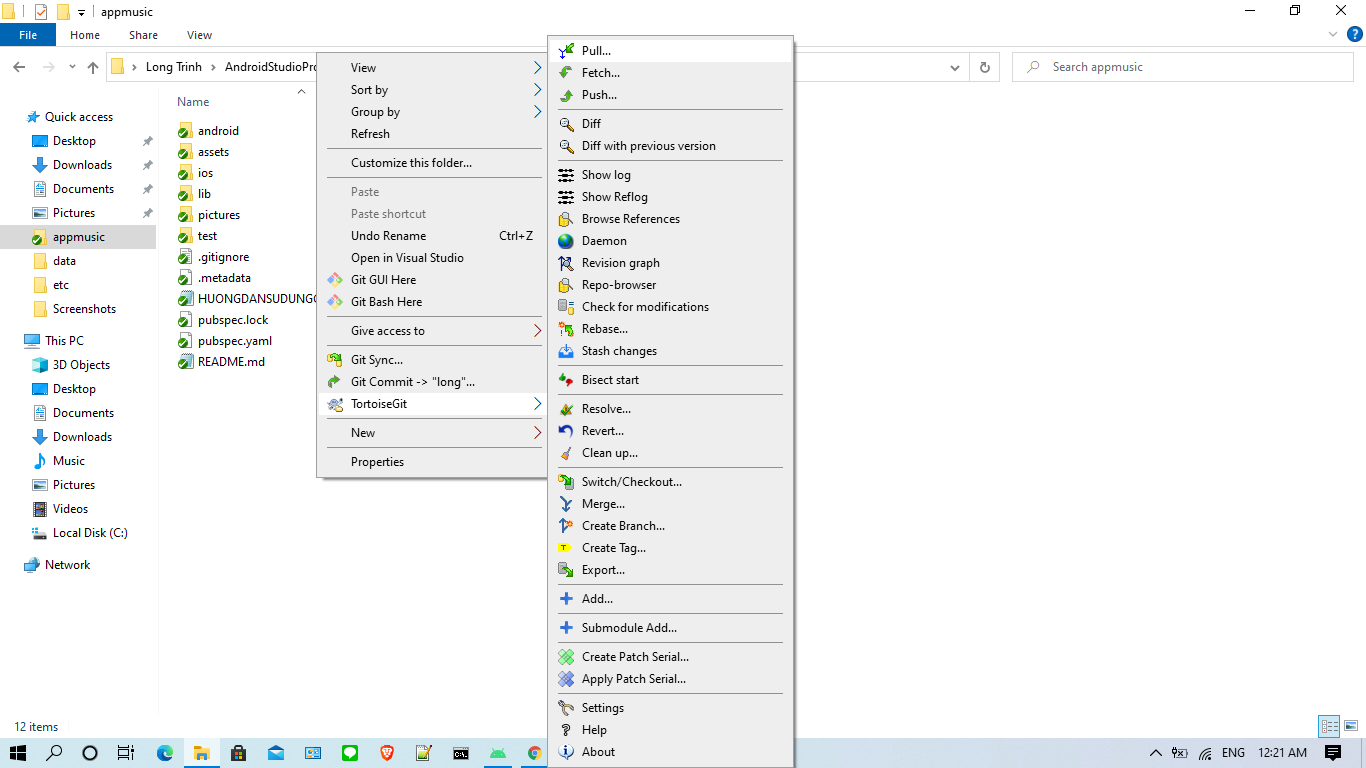 appmusic
File Home Share View
Long Trinh AndroidStudioPro
Search appmusic
Quick access
Desktop
Downloads
Documents
Pictures
appmusic
data
etc
Screenshots
This PC
3D Objects
Desktop
Documents
Downloads
Music
Pictures
Videos
Local Disk (C:)
Network
Name
android
assets
ios
lib
pictures
test
.gitignore
.metadata
HUONGDANSUDUNGG
pubspec.lock
pubspec.yaml
README.md
View
Sort by
Group by
Refresh
Customize this folder...
Paste
Paste shortcut
Undo Rename Ctrl+Z
Open in Visual Studio
Git GUI Here
Git Bash Here
Give access to
Git Sync...
Git Commit -> "long"...
TortoiseGit
New
Properties
Pull...
Fetch...
Push...
Diff
Diff with previous version
Show log
Show Reflog
Browse References
Daemon
Revision graph
Repo-browser
Check for modifications
Rebase...
Stash changes
Bisect start
Resolve...
Revert...
Clean up...
Switch/Checkout...
Merge...
Create Branch...
Create Tag...
Export...
Add...
Submodule Add...
Create Patch Serial...
Apply Patch Serial...
Settings
Help
About
12 items
ENG 12:21 AM